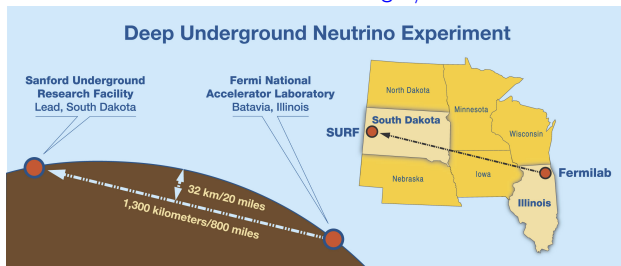 Deep Underground Neutrino Experiment
Sanford Underground
Research Facility
Lead, South Dakota
Fermi National
Accelerator Laboratory
Batavia, Illinois
32 km/20 miles
1,300 kilometers/800 miles
North Dakota
Minnesota
South Dakota
SURF
Wisconsin
Fermilab
Nebraska
Iowa
Illinois